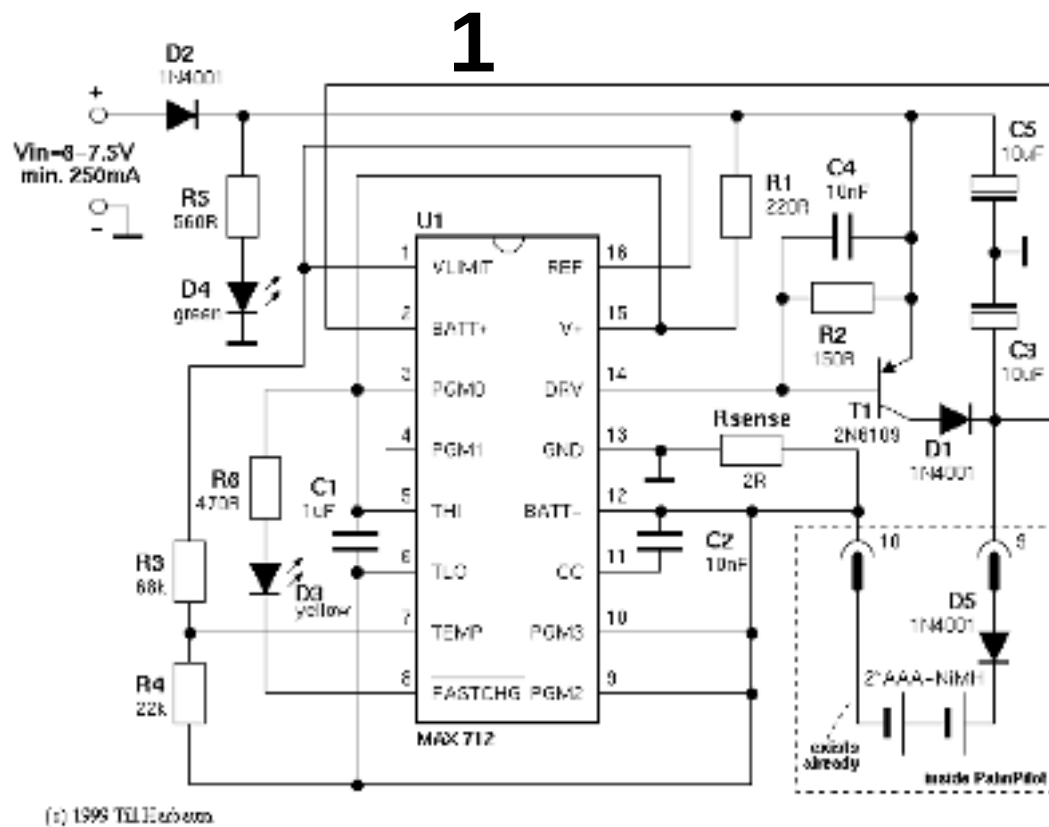 1
D2
1N4001
+
Vin=6-7.5V
min. 250mA
-
R5
560R
D4
green
U1
R1
220R
C4
10nF
C5
10uF
1
VLIMIT
REF
16
2
BATT+
V+
15
R2
150R
C3
10uF
3
PGM0
DRV
14
T1
2N6109
D1
1N4001
4
PGM1
GND
13
Rsense
2R
R6
470R
C1
1uF
5
THI
BATT-
12
C2
10nF
10
9
6
TLO
CC
11
R3
68k
D3
yellow
D5
1N4001
7
TEMP
PGM3
10
R4
22k
8
FASTCHG
PGM2
9
2*AAA-NiMH
MAX 712
exists
already
inside PalmPilot
(c) 1999 Till Harbaum